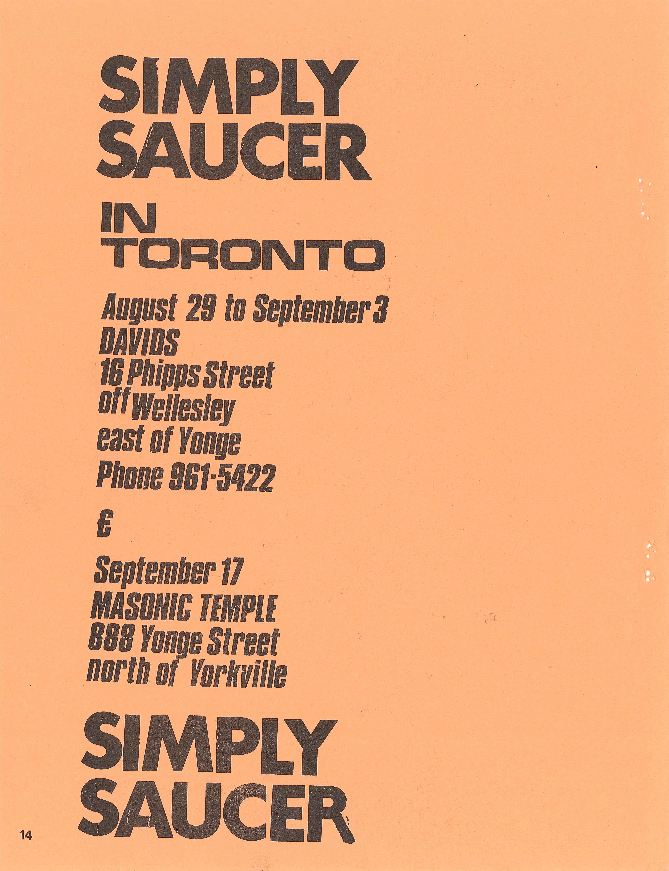 SIMPLY
SAUCER
IN
TORONTO
August 29 to September 3
DAVIDS
16 Phipps Street
off Wellesley
east of Yonge
Phone 961-5422
&
September 17
MASONIC TEMPLE
888 Yonge Street
north of Yorkville
SIMPLY
SAUCER
14